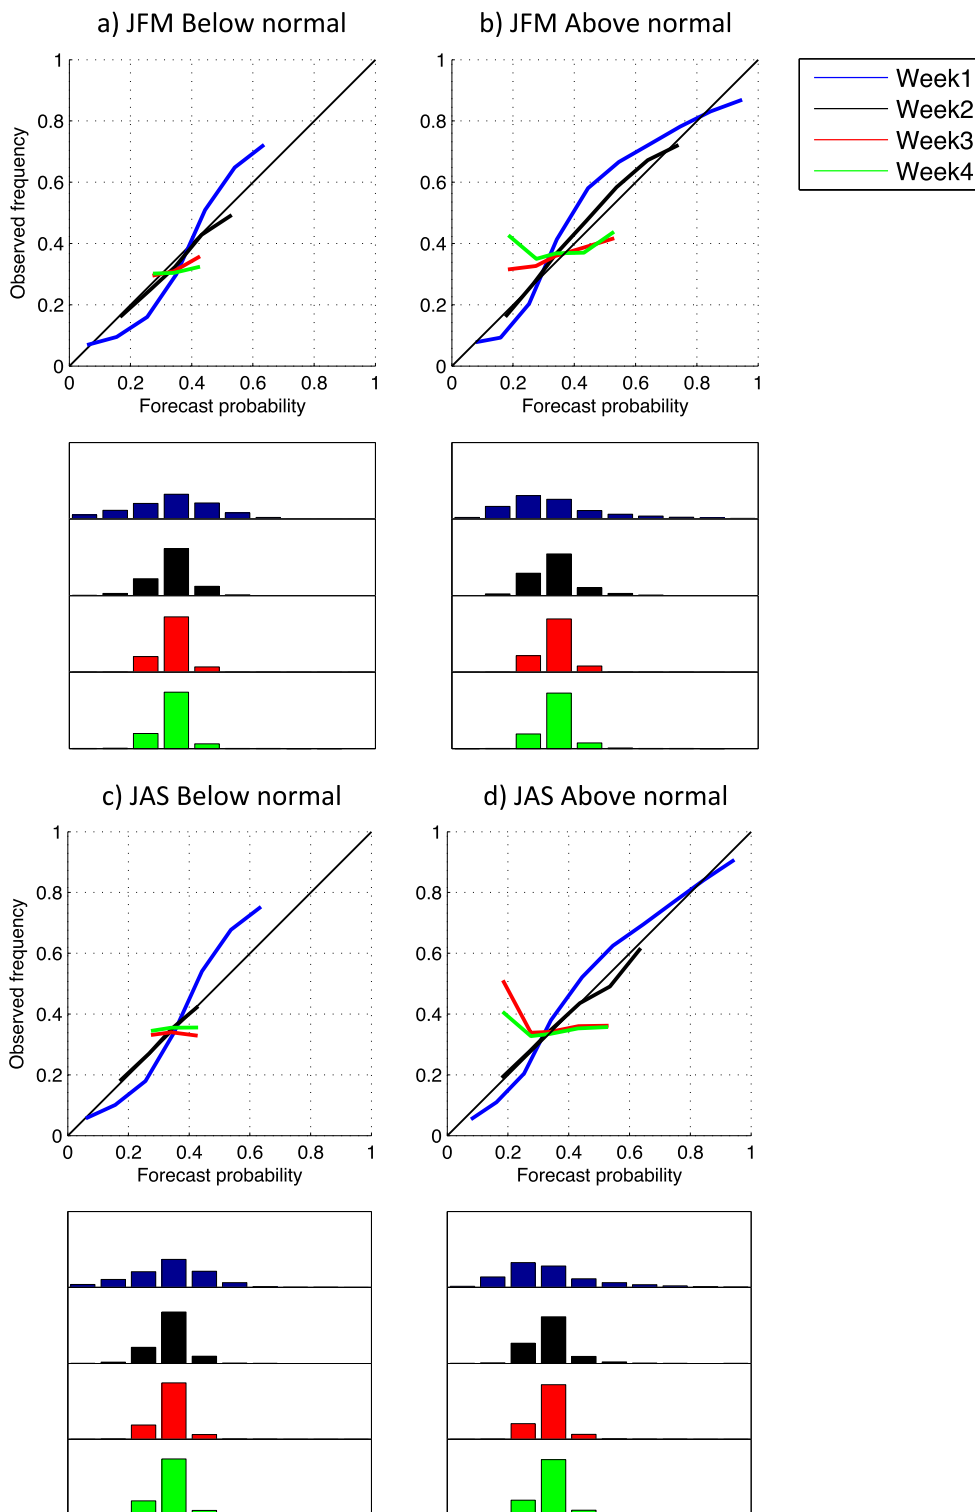 a) JFM Below normal
b) JFM Above normal
Week1
Week2
Week3
Week4
Observed frequency
1
0.8
0.6
0.4
0.2
0
0 0.2 0.4 0.6 0.8 1
Forecast probability
1
0.8
0.6
0.4
0.2
0
0 0.2 0.4 0.6 0.8 1
Forecast probability
c) JAS Below normal
d) JAS Above normal
Observed frequency
1
0.8
0.6
0.4
0.2
0
0 0.2 0.4 0.6 0.8 1
Forecast probability
1
0.8
0.6
0.4
0.2
0
0 0.2 0.4 0.6 0.8 1
Forecast probability